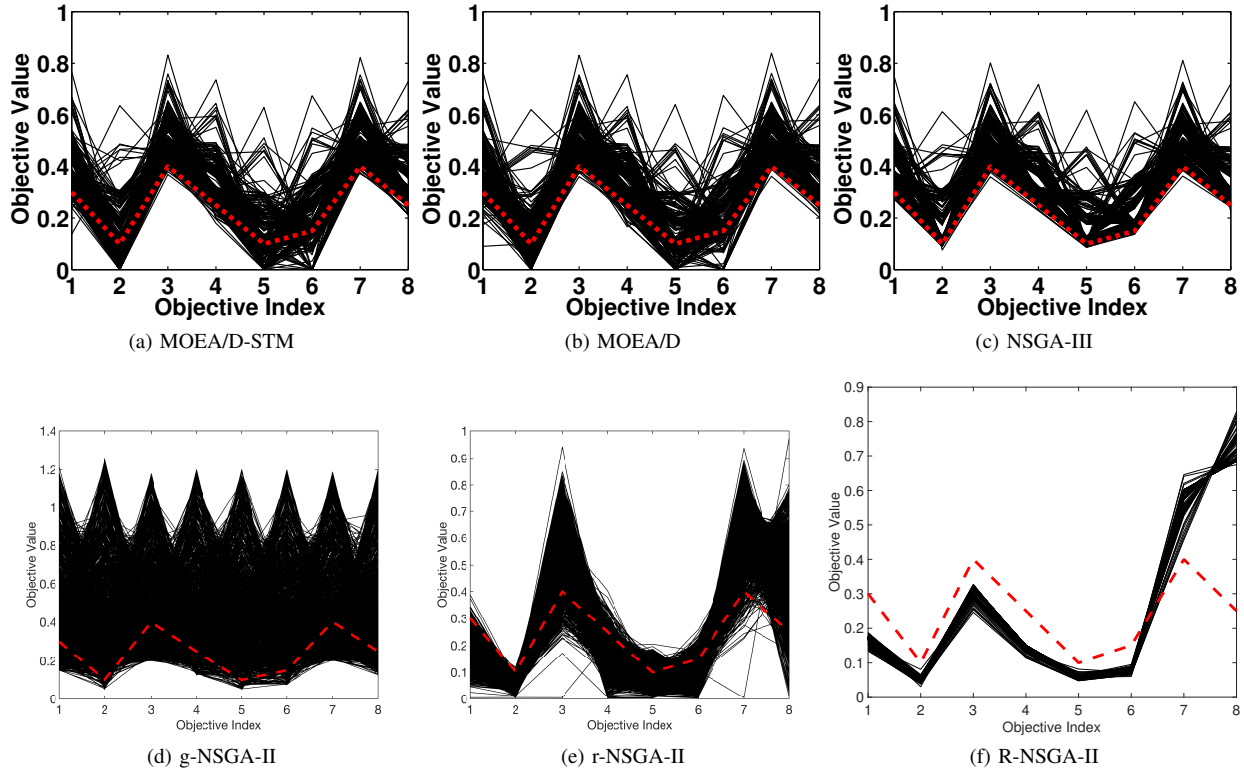 1
0.8
0.6
0.4
0.2
0
Objective Value
1 2 3 4 5 6 7 8
Objective Index
(a) MOEA/D-STM
1
0.8
0.6
0.4
0.2
0
Objective Value
1 2 3 4 5 6 7 8
Objective Index
(b) MOEA/D
1
0.8
0.6
0.4
0.2
0
Objective Value
1 2 3 4 5 6 7 8
Objective Index
(c) NSGA-III
1.4
1.2
1
0.8
0.6
0.4
0.2
0
Objective Value
1 2 3 4 5 6 7 8
Objective Index
(d) g-NSGA-II
1
0.9
0.8
0.7
0.6
0.5
0.4
0.3
0.2
0.1
0
Objective Value
1 2 3 4 5 6 7 8
Objective Index
(e) r-NSGA-II
0.9
0.8
0.7
0.6
0.5
0.4
0.3
0.2
0.1
0
Objective Value
1 2 3 4 5 6 7 8
Objective Index
(f) R-NSGA-II